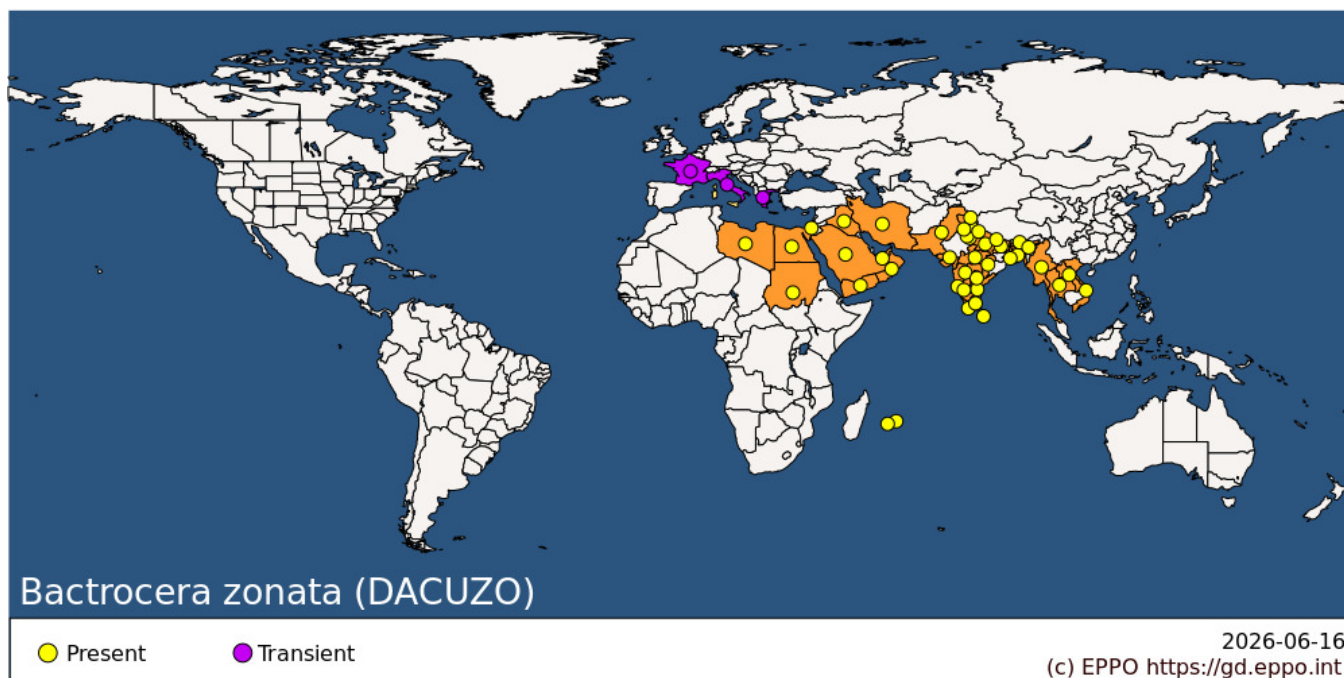 Bactrocera zonata (DACUZO)
Present
Transient
2026-06-16
(c) EPPO https://gd.eppo.int